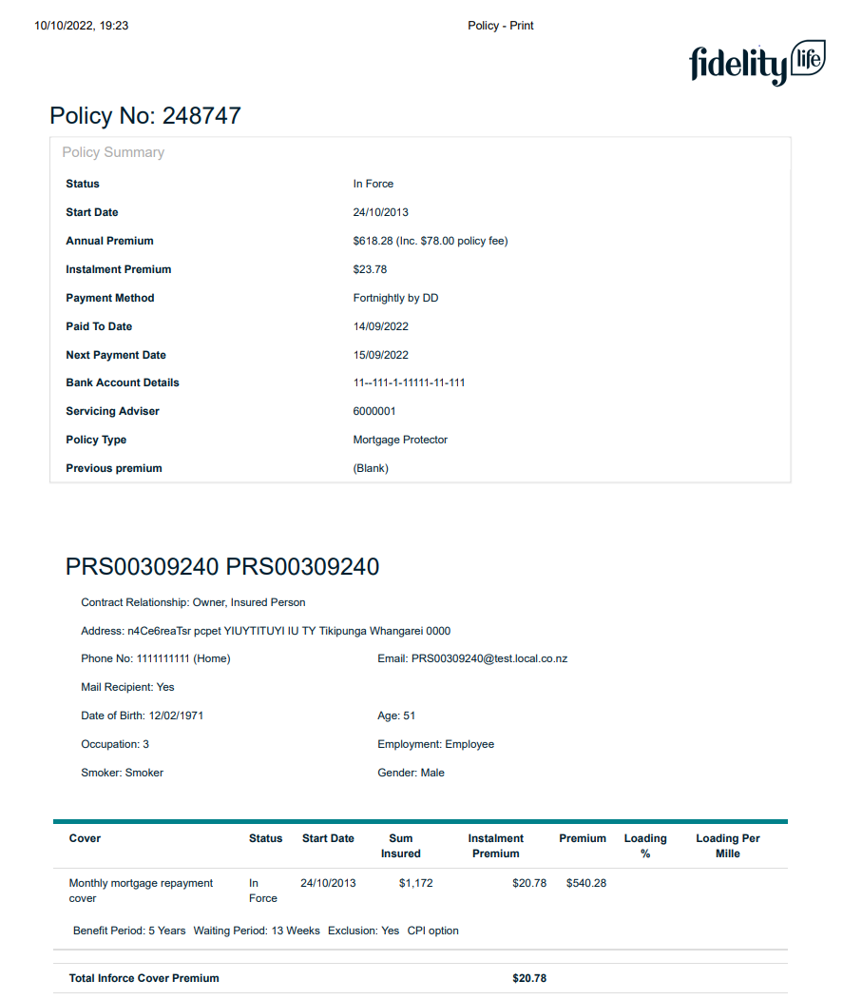 10/10/2022, 19:23 Policy - Print
fidelity life
Policy No: 248747
Policy Summary
Status In Force
Start Date 24/10/2013
Annual Premium $618.28 (Inc. $78.00 policy fee)
Instalment Premium $23.78
Payment Method Fortnightly by DD
Paid To Date 14/09/2022
Next Payment Date 15/09/2022
Bank Account Details 11--111-1-11111-11-111
Servicing Adviser 6000001
Policy Type Mortgage Protector
Previous premium (Blank)
PRS00309240 PRS00309240
Contract Relationship: Owner, Insured Person
Address: n4Ce6reaTsr pcpet YIUYTITUYI IU TY Tikipunga Whangarei 0000
Phone No: 1111111111 (Home) Email: PRS00309240@test.local.co.nz
Mail Recipient: Yes
Date of Birth: 12/02/1971 Age: 51
Occupation: 3 Employment: Employee
Smoker: Smoker Gender: Male
Cover Status Start Date Sum Instalment Premium Loading Loading Per
Insured Premium % Mille
Monthly mortgage repayment In 24/10/2013 $1,172 $20.78 $540.28
cover Force
Benefit Period: 5 Years Waiting Period: 13 Weeks Exclusion: Yes CPI option
Total Inforce Cover Premium $20.78